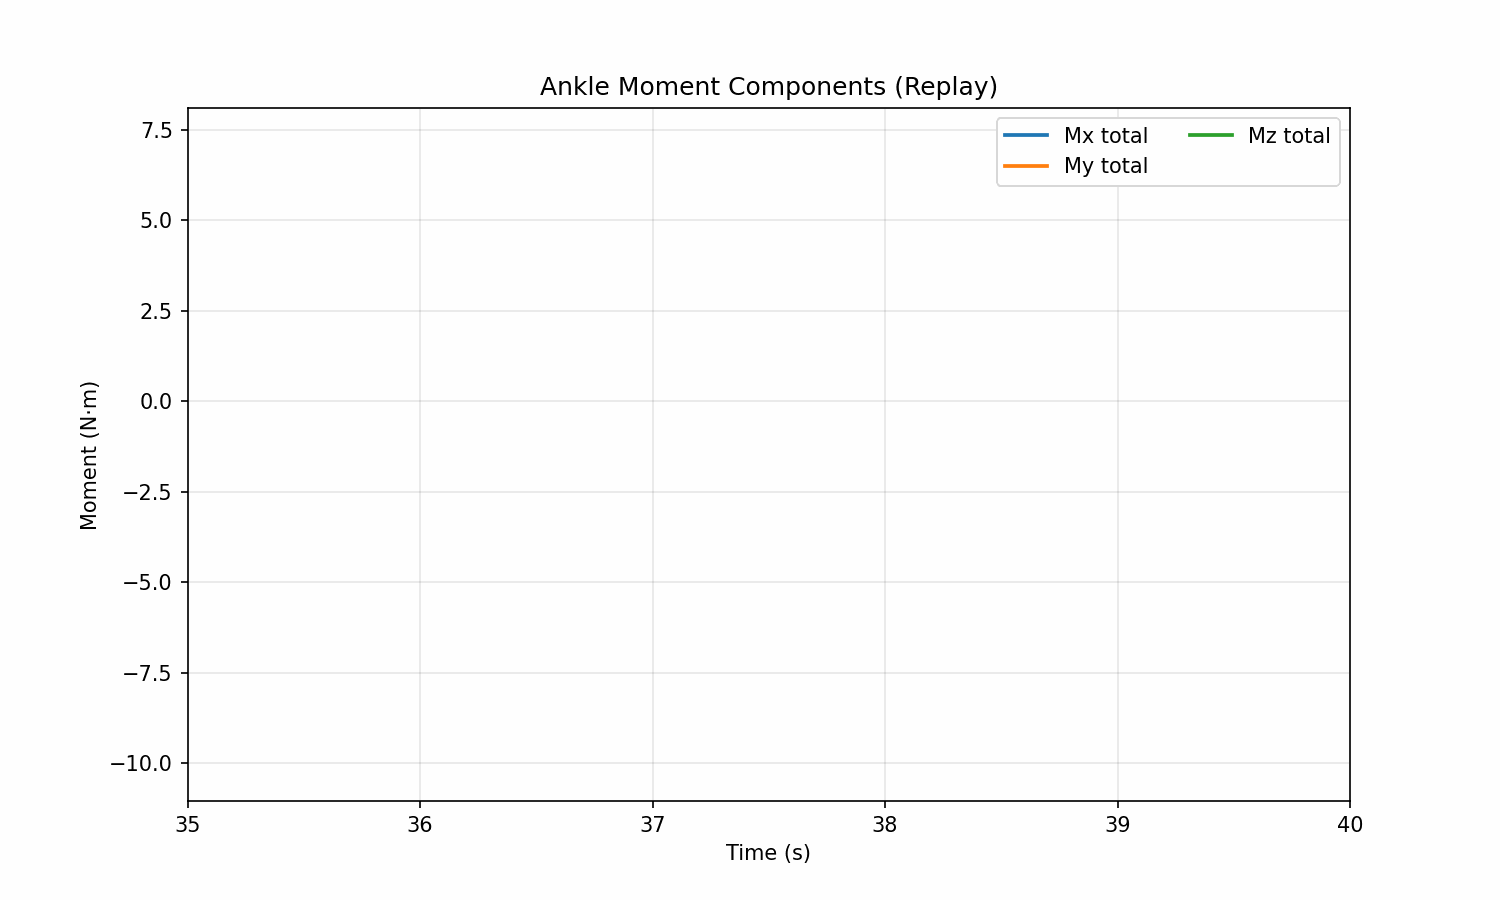 Ankle Moment Components (Replay)
Mx total
My total
Mz total
Moment (N·m)
7.5
5.0
2.5
0.0
−2.5
−5.0
−7.5
−10.0
35 36 37 38 39 40
Time (s)